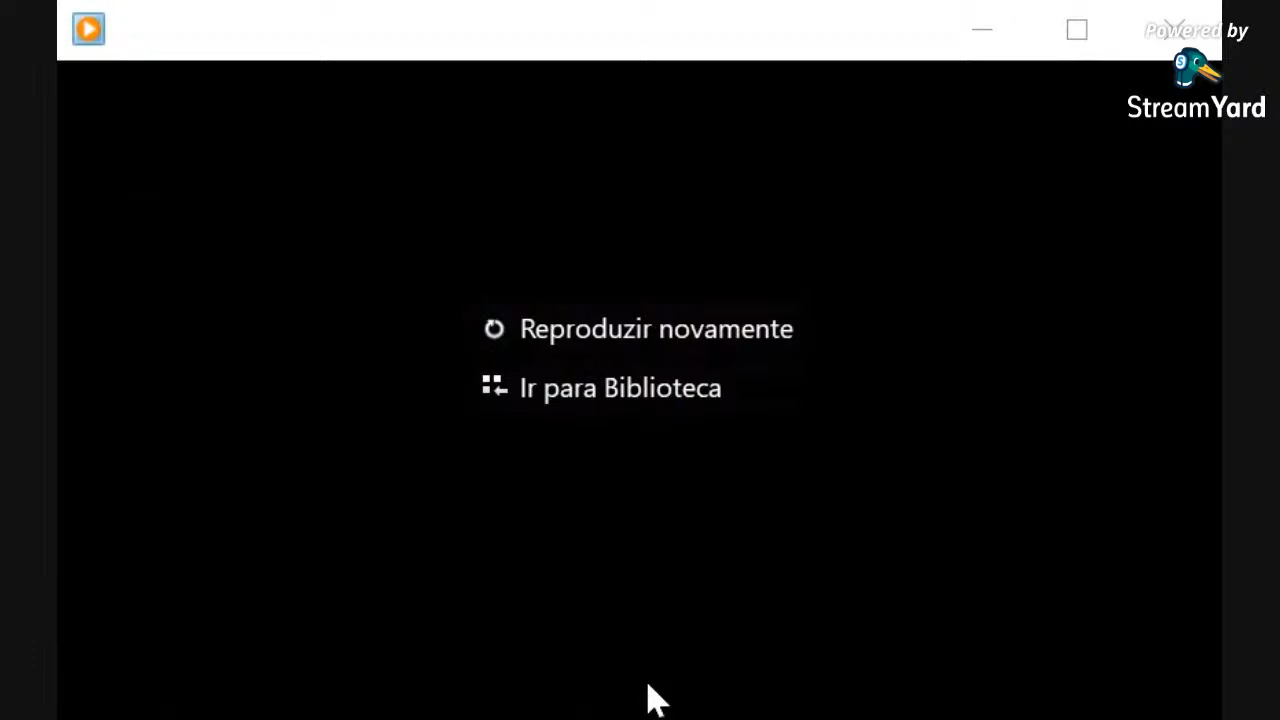 Powered by
S
StreamYard
Reproduzir novamente
Ir para Biblioteca